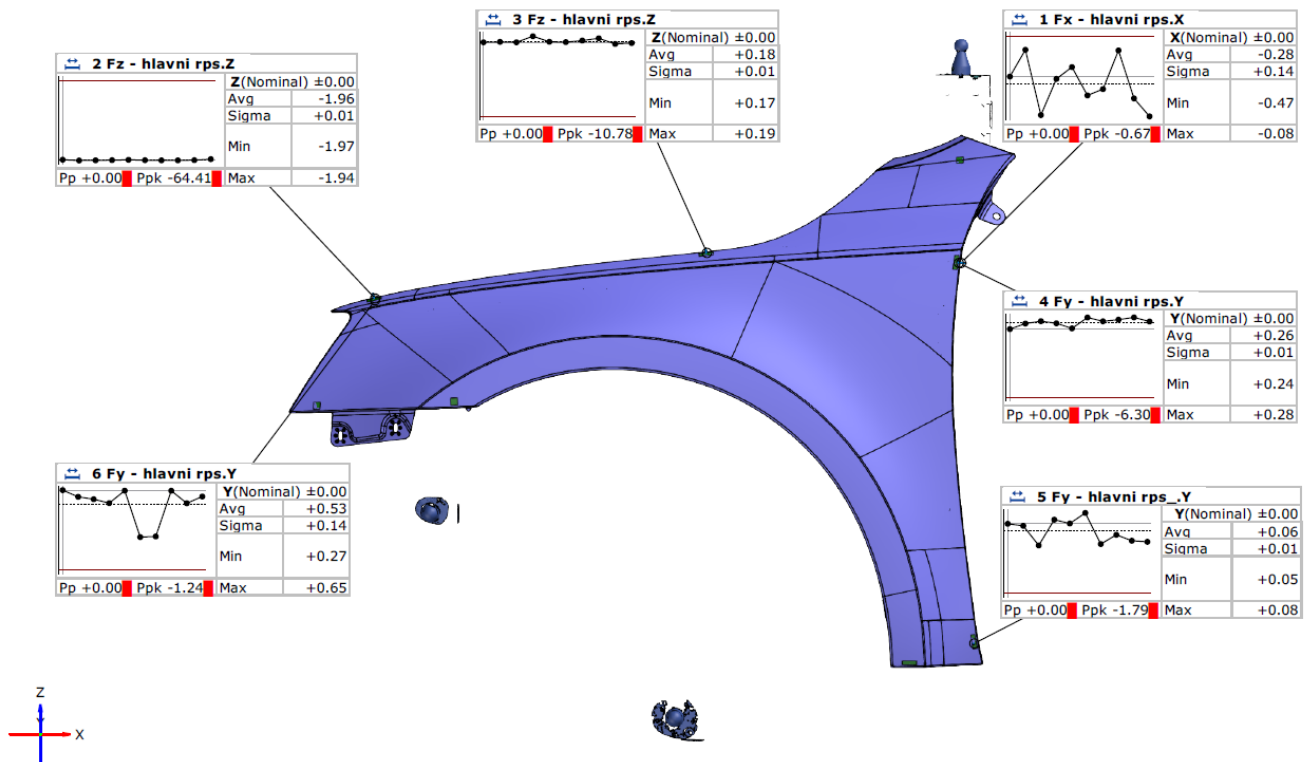 3 Fz - hlavni rps.Z
Z(Nominal) ±0.00
Avg +0.18
Sigma +0.01
Min +0.17
Pp +0.00 Ppk -10.78 Max +0.19
1 Fx - hlavni rps.X
X(Nominal) ±0.00
Avg -0.28
Sigma +0.14
Min -0.47
Pp +0.00 Ppk -0.67 Max -0.08
2 Fz - hlavni rps.Z
Z(Nominal) ±0.00
Avg -1.96
Sigma +0.01
Min -1.97
Pp +0.00 Ppk -64.41 Max -1.94
4 Fy - hlavni rps.Y
Y(Nominal) ±0.00
Avg +0.26
Sigma +0.01
Min +0.24
Pp +0.00 Ppk -6.30 Max +0.28
6 Fy - hlavni rps.Y
Y(Nominal) ±0.00
Avg +0.53
Sigma +0.14
Min +0.27
Pp +0.00 Ppk -1.24 Max +0.65
5 Fy - hlavni rps_.Y
Y(Nominal) ±0.00
Avg +0.06
Sigma +0.01
Min +0.05
Pp +0.00 Ppk -1.79 Max +0.08
Z
X